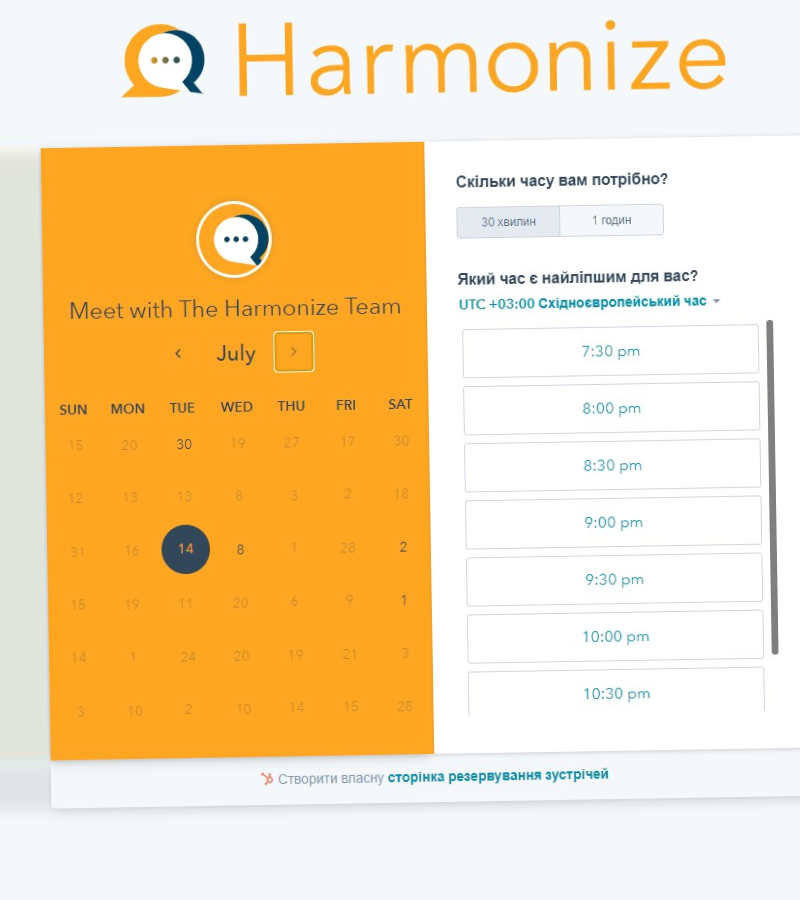 Harmonize
Meet with The Harmonize Team
July
SUN MON TUE WED THU FRI SAT
15 20 30 19 27 17 30
12 13 13 8 3 2 18
31 16 14 8 1 28 2
15 19 11 20 6 9 1
14 1 24 20 19 21 3
3 10 2 10 14 15 28
Скільки часу вам потрібно?
30 хвилин 1 годин
Який час є найліпшим для вас?
UTC +03:00 Східноєвропейський час
7:30 pm
8:00 pm
8:30 pm
9:00 pm
9:30 pm
10:00 pm
10:30 pm
Створити власну сторінка резервування зустрічей